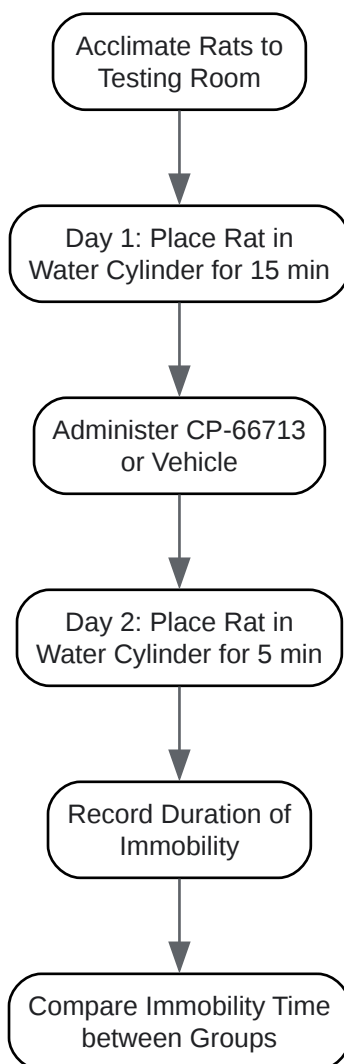 Acclimate Rats to
Testing Room
Day 1: Place Rat in
Water Cylinder for 15 min
Administer CP-66713
or Vehicle
Day 2: Place Rat in
Water Cylinder for 5 min
Record Duration of
Immobility
Compare Immobility Time
between Groups